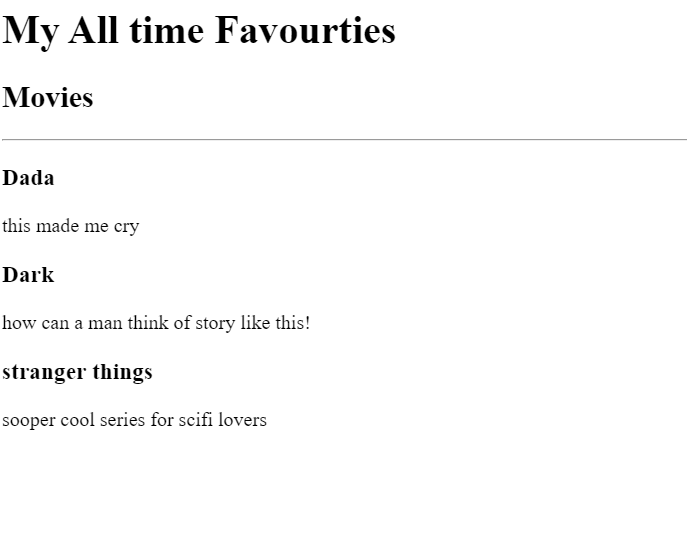 My All time Favourties
Movies
Dada
this made me cry
Dark
how can a man think of story like this!
stranger things
sooper cool series for scifi lovers